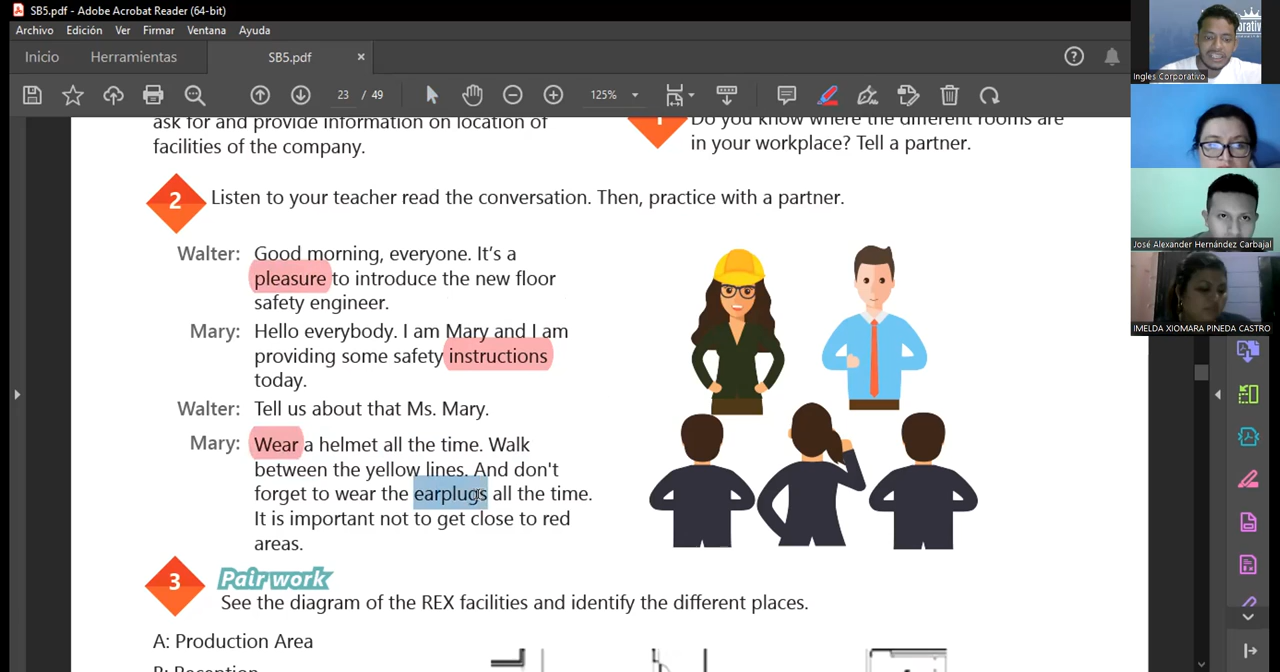 SB5.pdf - Adobe Acrobat Reader (64-bit)
Archivo Edición Ver Firmar Ventana Ayuda
Inicio Herramientas SB5.pdf ×
23 / 49 125%
ask for and provide information on location of
facilities of the company.
1 Do you know where the different rooms are
in your workplace? Tell a partner.
2 Listen to your teacher read the conversation. Then, practice with a partner.
Walter: Good morning, everyone. It's a
pleasure to introduce the new floor
safety engineer.
Mary: Hello everybody. I am Mary and I am
providing some safety instructions
today.
Walter: Tell us about that Ms. Mary.
Mary: Wear a helmet all the time. Walk
between the yellow lines. And don't
forget to wear the earplugs all the time.
It is important not to get close to red
areas.
3 Pair work
See the diagram of the REX facilities and identify the different places.
A: Production Area
B: Reception
Ingles Corporativo
José Alexander Hernández Carbajal
IMELDA XIOMARA PINEDA CASTRO